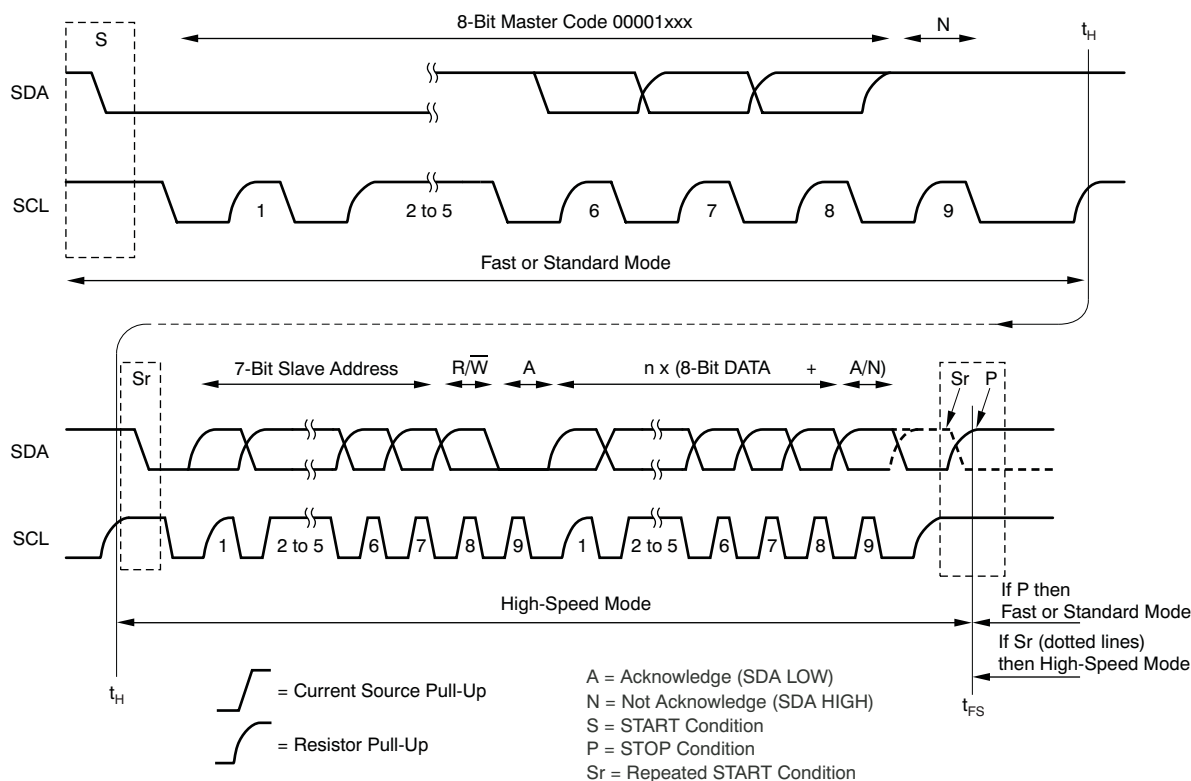 8-Bit Master Code 00001xxx
N
t_H
S
SDA
SCL
1
2 to 5
6
7
8
9
Fast or Standard Mode
Sr
7-Bit Slave Address
R/W̅
A
n x (8-Bit DATA + A/N)
Sr P
SDA
SCL
1
2 to 5
6
7
8
9
1
2 to 5
6
7
8
9
High-Speed Mode
If P then
Fast or Standard Mode
If Sr (dotted lines)
then High-Speed Mode
t_H
t_FS
= Current Source Pull-Up
= Resistor Pull-Up
A = Acknowledge (SDA LOW)
N = Not Acknowledge (SDA HIGH)
S = START Condition
P = STOP Condition
Sr = Repeated START Condition